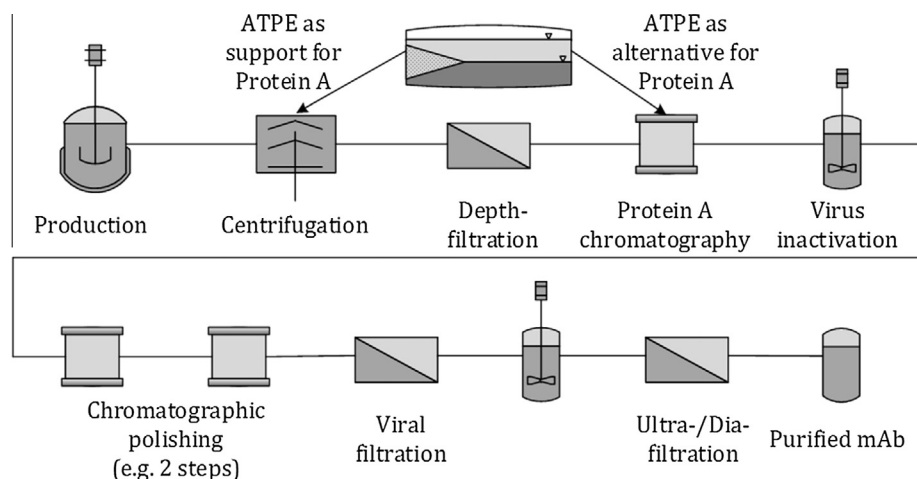 ATPE as
support for
Protein A
ATPE as
alternative for
Protein A
Production
Centrifugation
Depth-
filtration
Protein A
chromatography
Virus
inactivation
Chromatographic
polishing
(e.g. 2 steps)
Viral
filtration
Ultra-/Dia-
filtration
Purified mAb